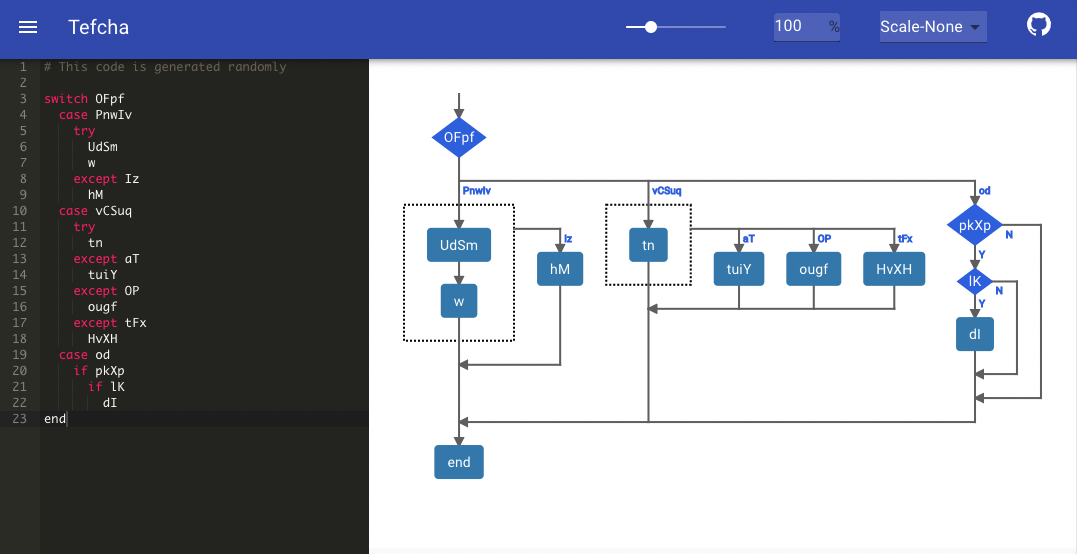 Tefcha
100 %
Scale-None
1 # This code is generated randomly
2
3 switch OFpf
4 case PnwIv
5 try
6 UdSm
7 w
8 except Iz
9 hM
10 case vCSuq
11 try
12 tn
13 except aT
14 tuiY
15 except OP
16 ougf
17 except tFx
18 HvXH
19 case od
20 if pkXp
21 if lK
22 dI
23 end
OFpf
PnwIv
vCSuq
od
UdSm
Iz
hM
w
tn
aT
OP
tFx
tuiY
ougf
HvXH
pkXp
N
Y
lK
N
Y
dI
end